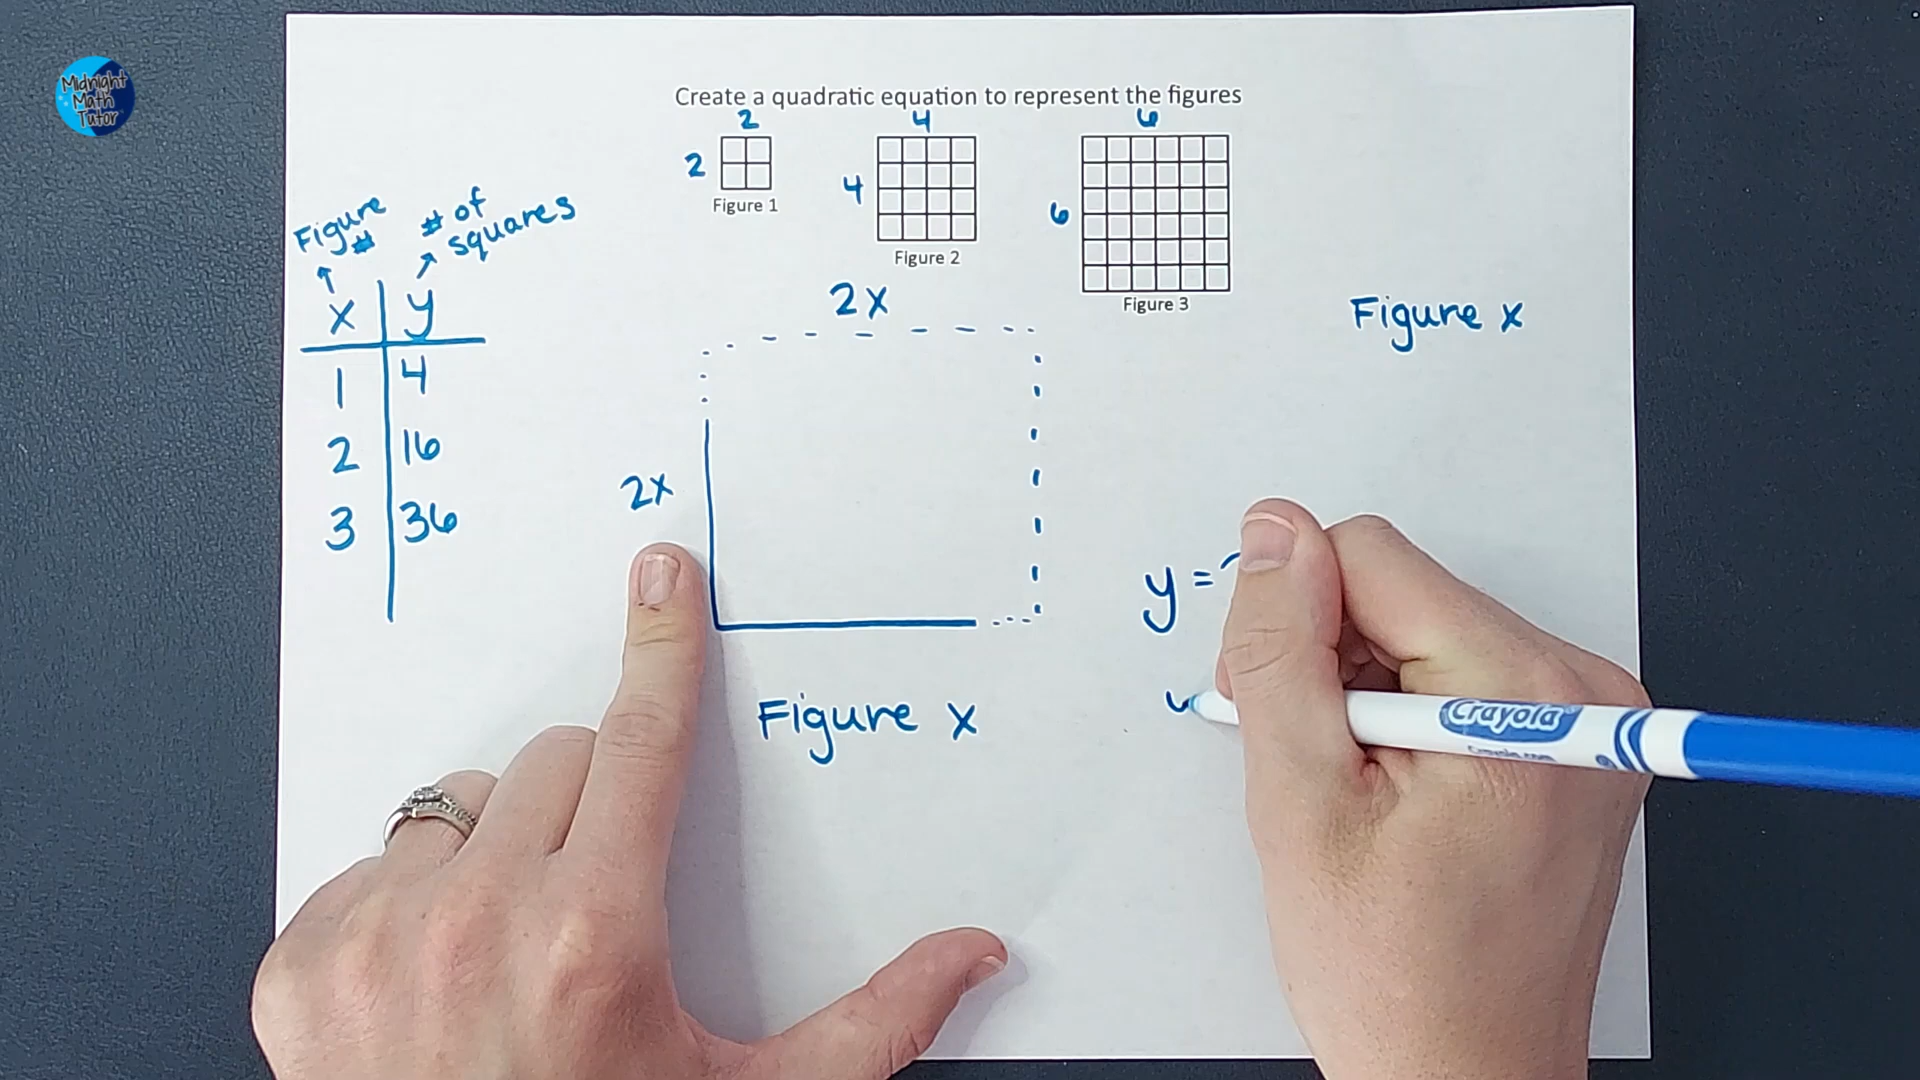 Midnight
Math
Tutor
Create a quadratic equation to represent the figures
2
4
6
2
4
6
Figure 1
Figure 2
Figure 3
Figure
#
# of
squares
x y
1 4
2 16
3 36
2x
2x
Figure x
Figure x
y =
Crayola